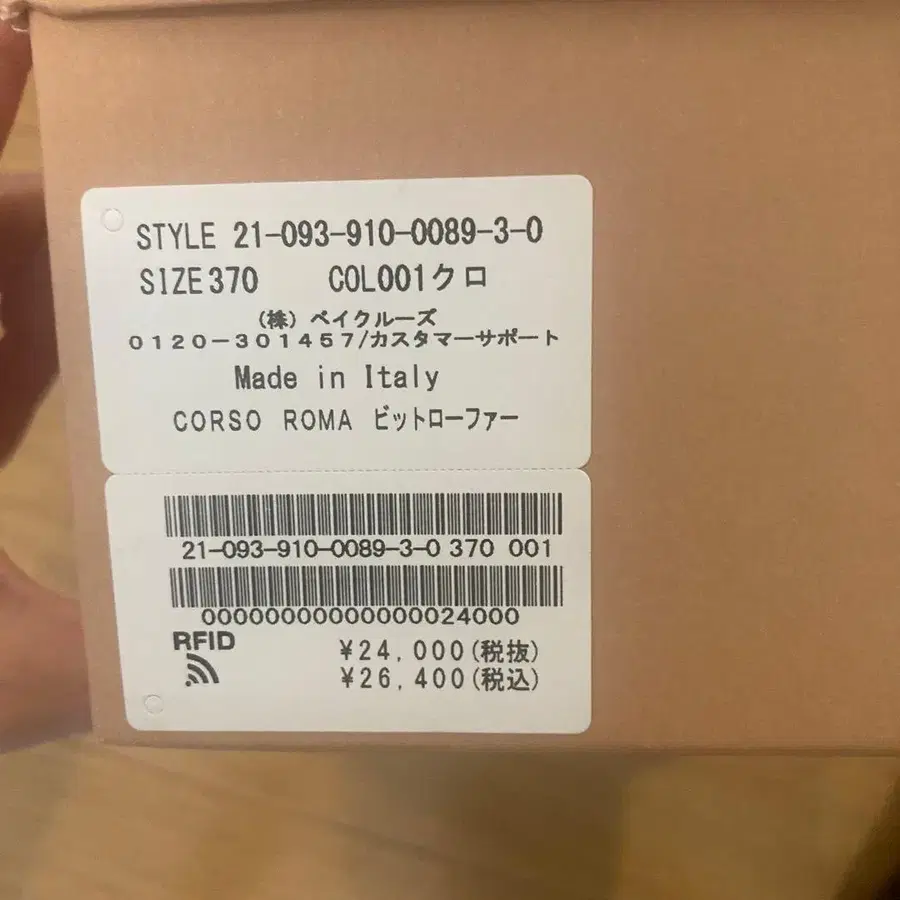 STYLE 21-093-910-0089-3-0
SIZE370 COL001クロ
(株) ベイクルーズ
0120-301457/カスタマーサポート
Made in Italy
CORSO ROMA ビットローファー
21-093-910-0089-3-0 370 001
00000000000000024000
RFID
¥24,000(税抜)
¥26,400(税込)